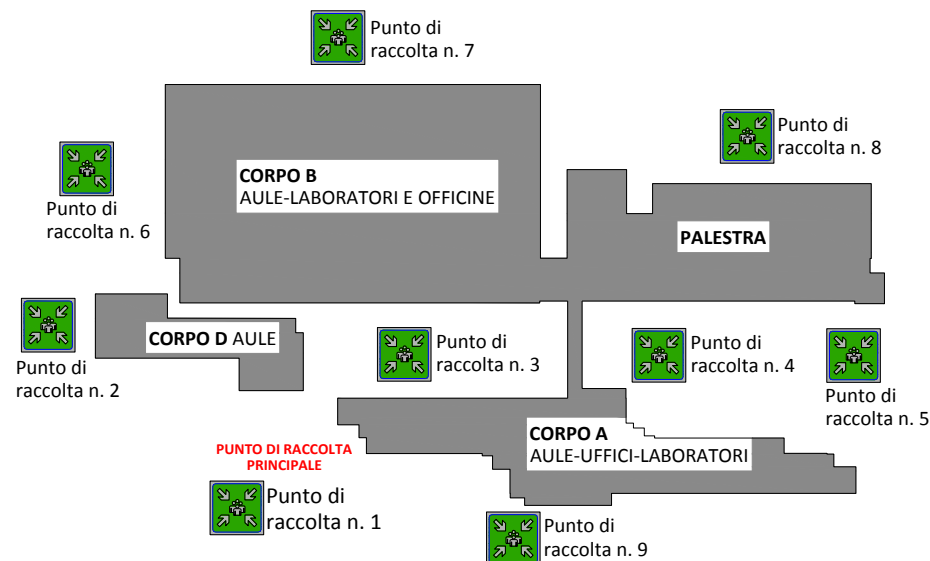 Punto di
raccolta n. 7
Punto di
raccolta n. 8
CORPO B
AULE-LABORATORI E OFFICINE
Punto di
raccolta n. 6
PALESTRA
CORPO D AULE
Punto di
raccolta n. 2
Punto di
raccolta n. 3
Punto di
raccolta n. 4
Punto di
raccolta n. 5
CORPO A
AULE-UFFICI-LABORATORI
PUNTO DI RACCOLTA
PRINCIPALE
Punto di
raccolta n. 1
Punto di
raccolta n. 9